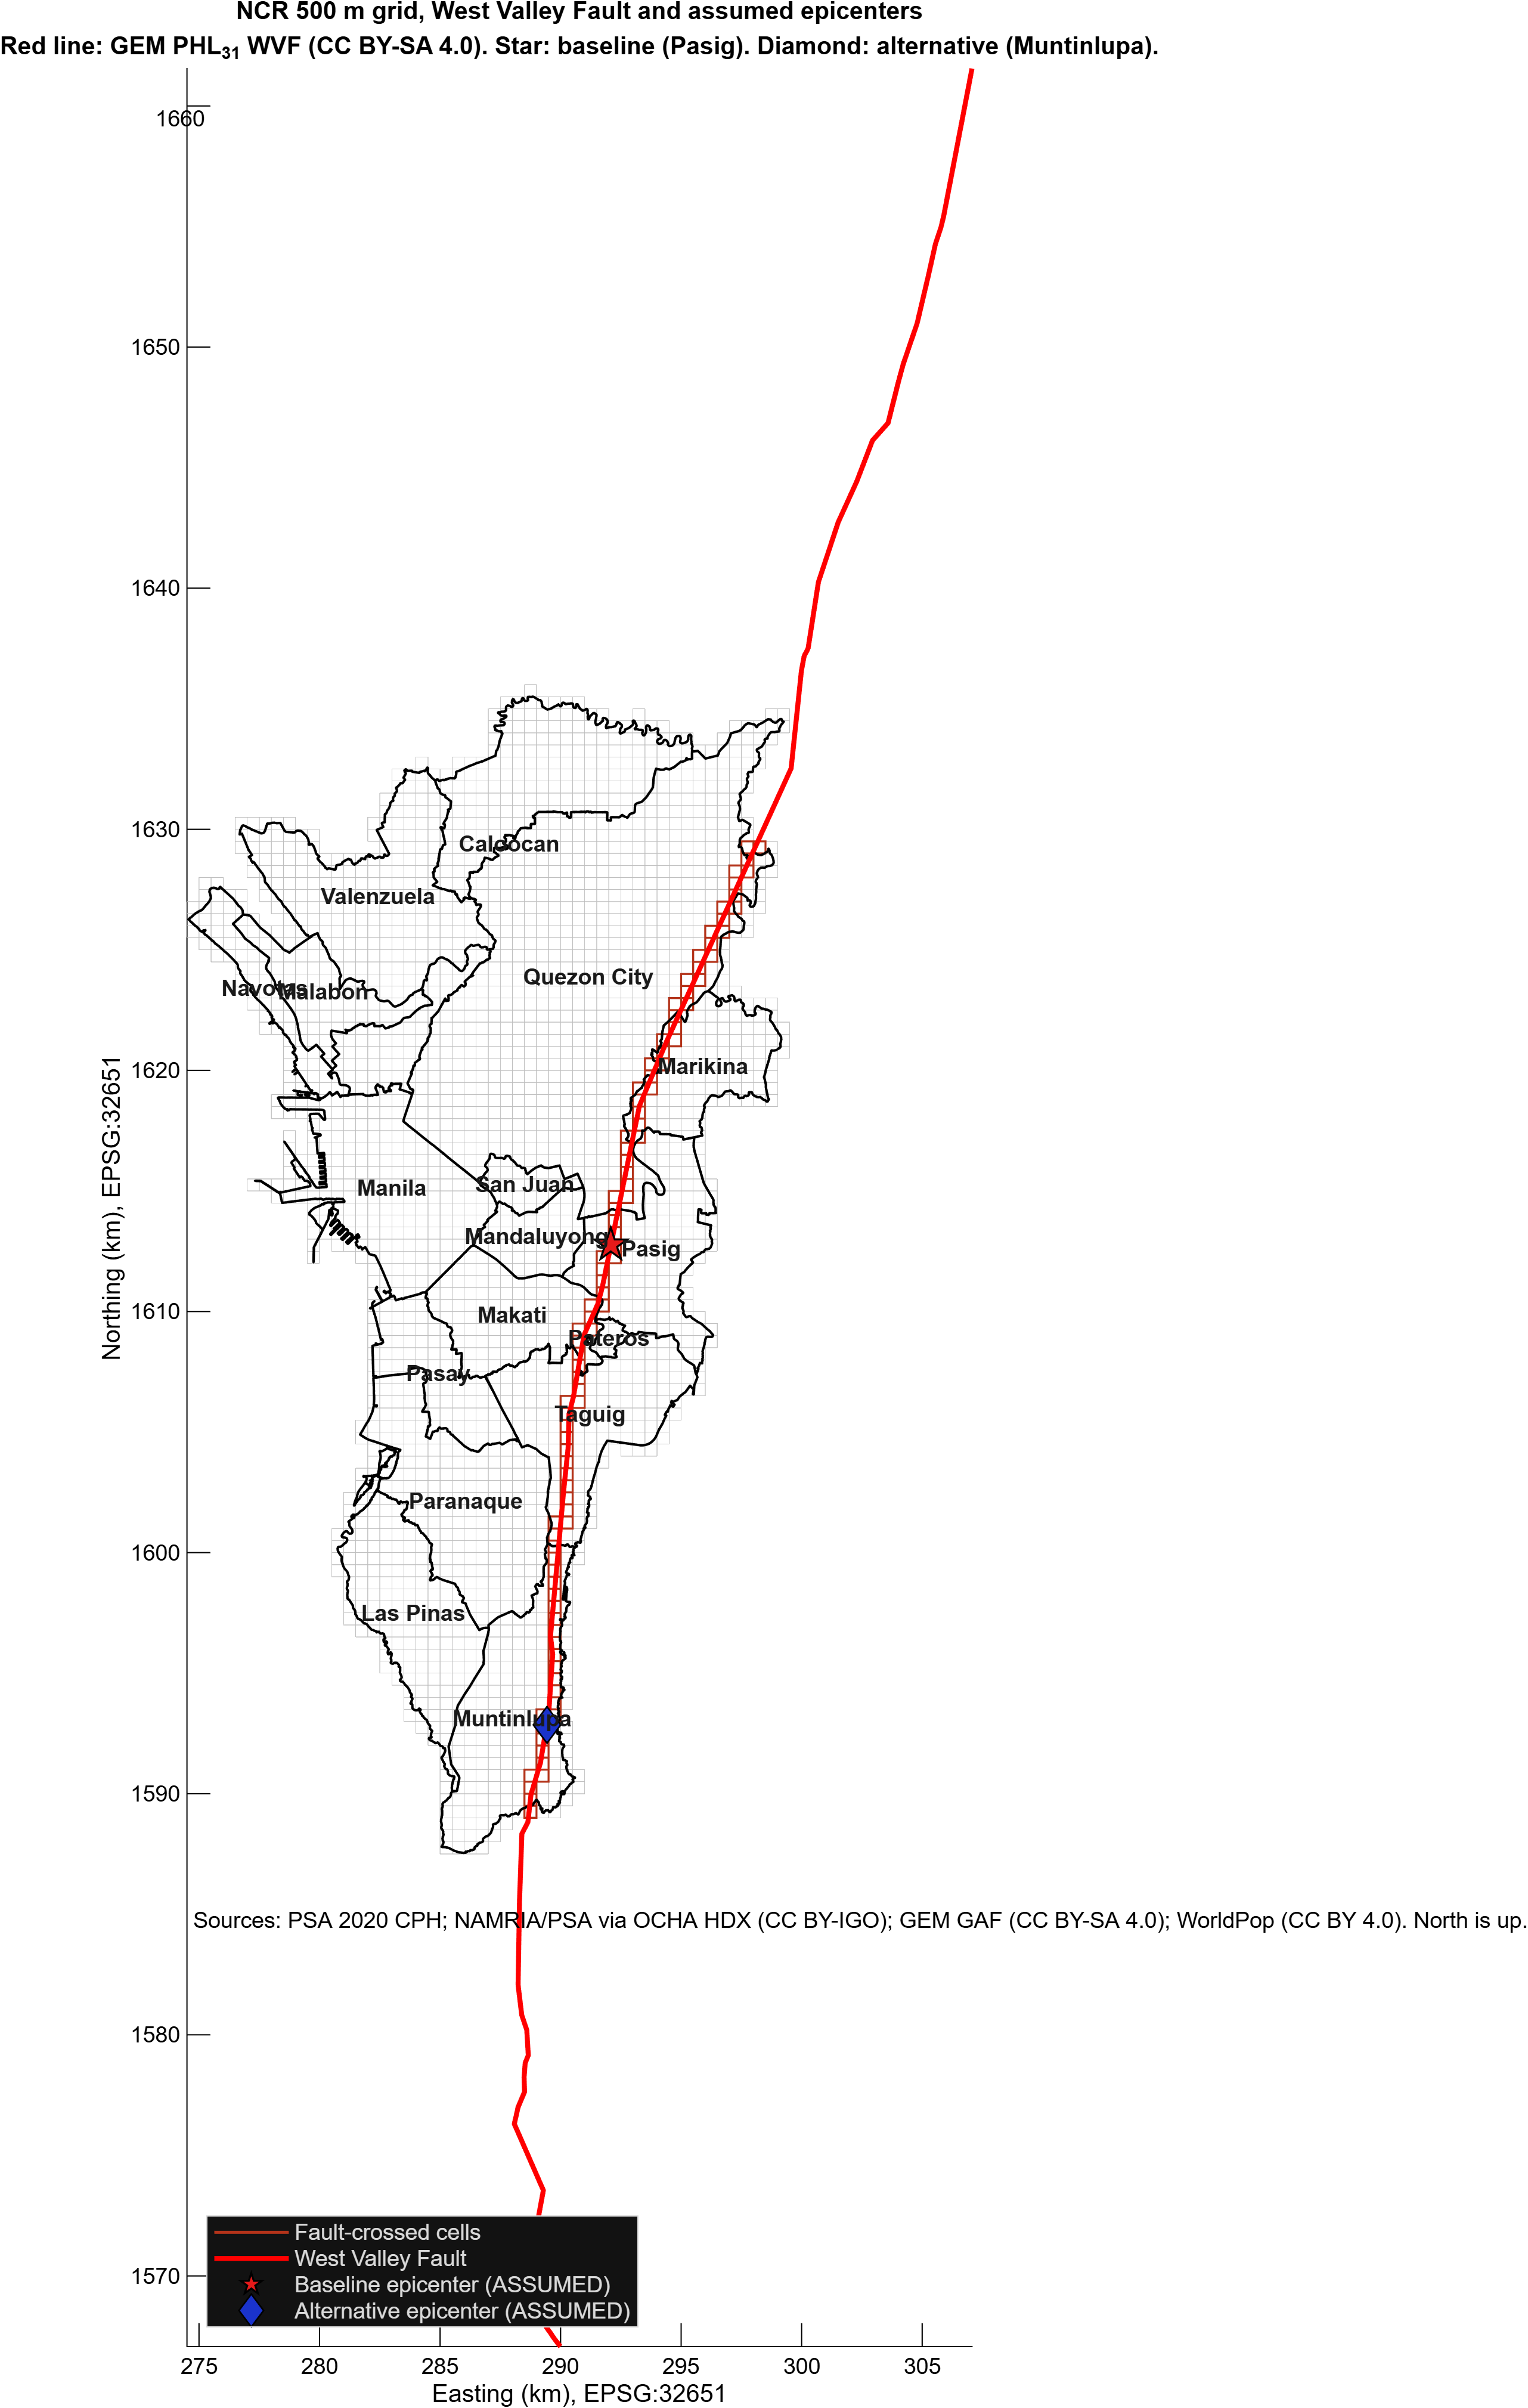 NCR 500 m grid, West Valley Fault and assumed epicenters
Red line: GEM PHL31 WVF (CC BY-SA 4.0). Star: baseline (Pasig). Diamond: alternative (Muntinlupa).
1660
1650
1640
1630
Caloocan
Valenzuela
Quezon City
Navotas
Malabon
1620
Marikina
Manila
San Juan
Mandaluyong
Pasig
1610
Makati
Pateros
Pasay
Taguig
Paranaque
1600
Las Pinas
Muntinlupa
1590
Sources: PSA 2020 CPH; NAMRIA/PSA via OCHA HDX (CC BY-IGO); GEM GAF (CC BY-SA 4.0); WorldPop (CC BY 4.0). North is up.
1580
1570
Northing (km), EPSG:32651
Fault-crossed cells
West Valley Fault
Baseline epicenter (ASSUMED)
Alternative epicenter (ASSUMED)
275 280 285 290 295 300 305
Easting (km), EPSG:32651